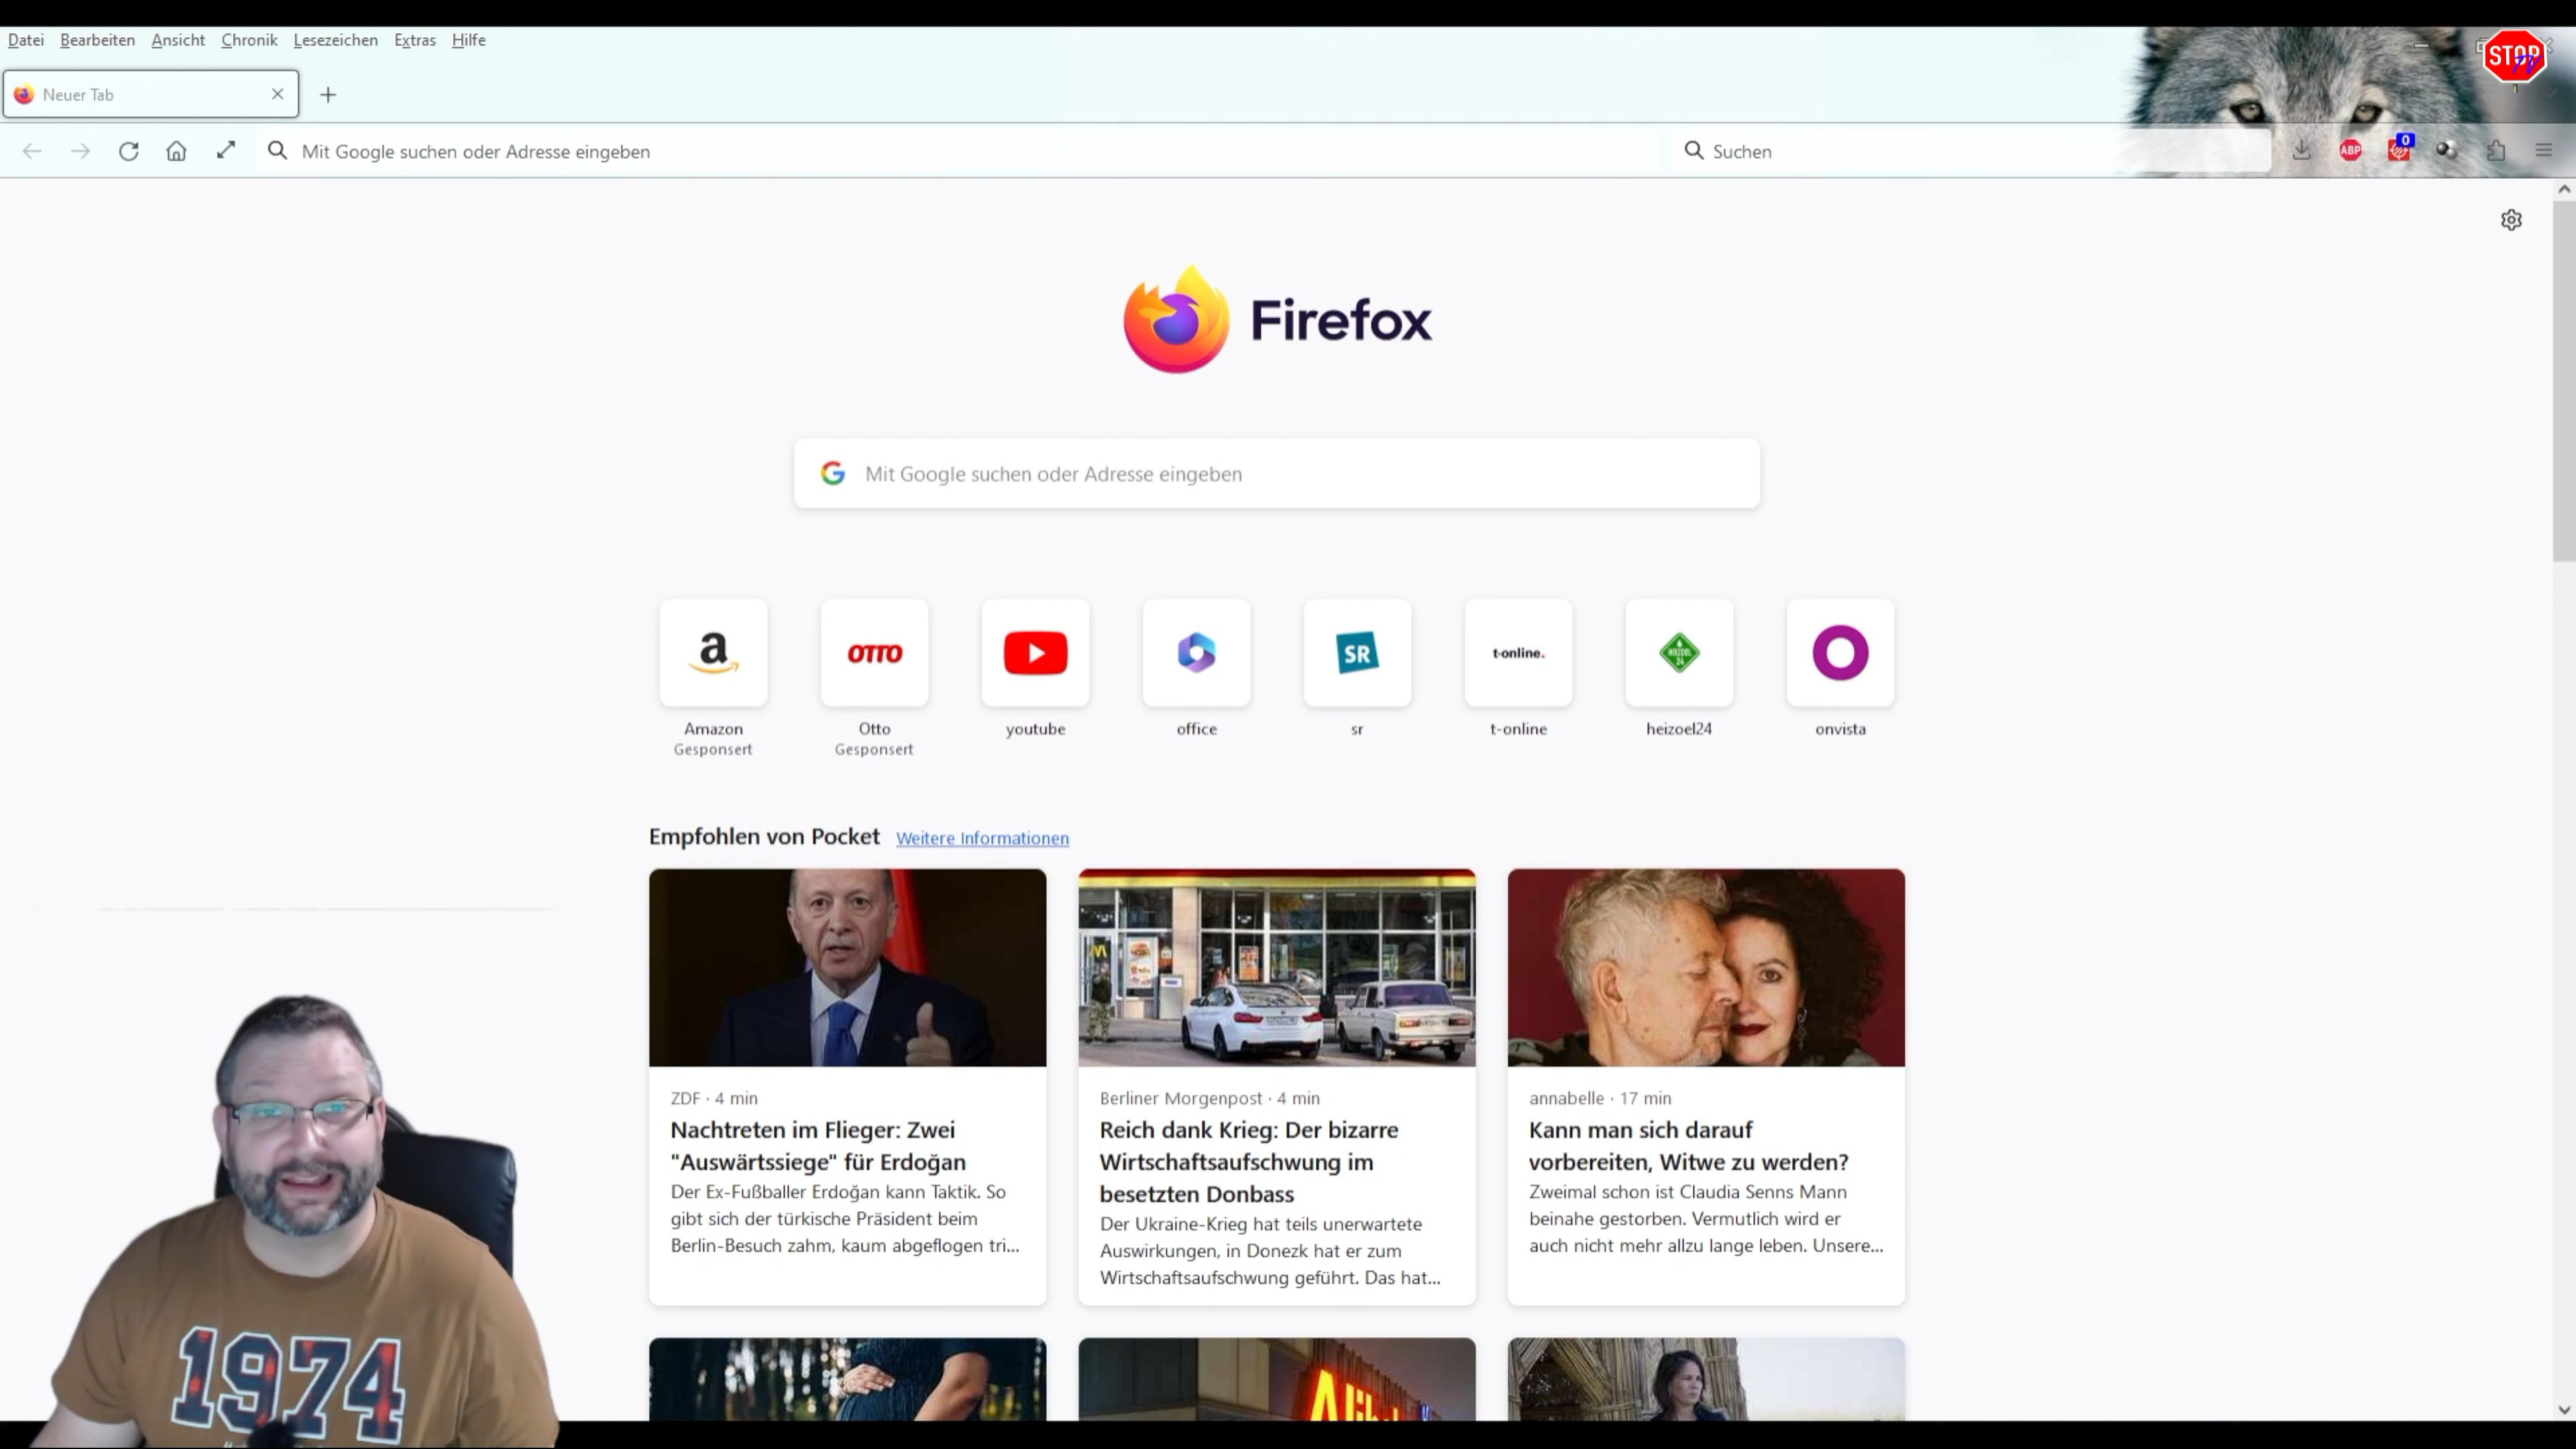 Datei Bearbeiten Ansicht Chronik Lesezeichen Extras Hilfe
STOP
TV
Neuer Tab
Mit Google suchen oder Adresse eingeben
Suchen
ABP
0
Firefox
Mit Google suchen oder Adresse eingeben
a
OTTO
SR
t-online.
HEIZOEL
24
Amazon
Gesponsert
Otto
Gesponsert
youtube
office
sr
t-online
heizoel24
onvista
Empfohlen von Pocket Weitere Informationen
ZDF · 4 min
Nachtreten im Flieger: Zwei
"Auswärtssiege" für Erdoğan
Der Ex-Fußballer Erdoğan kann Taktik. So
gibt sich der türkische Präsident beim
Berlin-Besuch zahm, kaum abgeflogen tri...
Berliner Morgenpost · 4 min
Reich dank Krieg: Der bizarre
Wirtschaftsaufschwung im
besetzten Donbass
Der Ukraine-Krieg hat teils unerwartete
Auswirkungen, in Donezk hat er zum
Wirtschaftsaufschwung geführt. Das hat...
annabelle · 17 min
Kann man sich darauf
vorbereiten, Witwe zu werden?
Zweimal schon ist Claudia Senns Mann
beinahe gestorben. Vermutlich wird er
auch nicht mehr allzu lange leben. Unsere...
1974